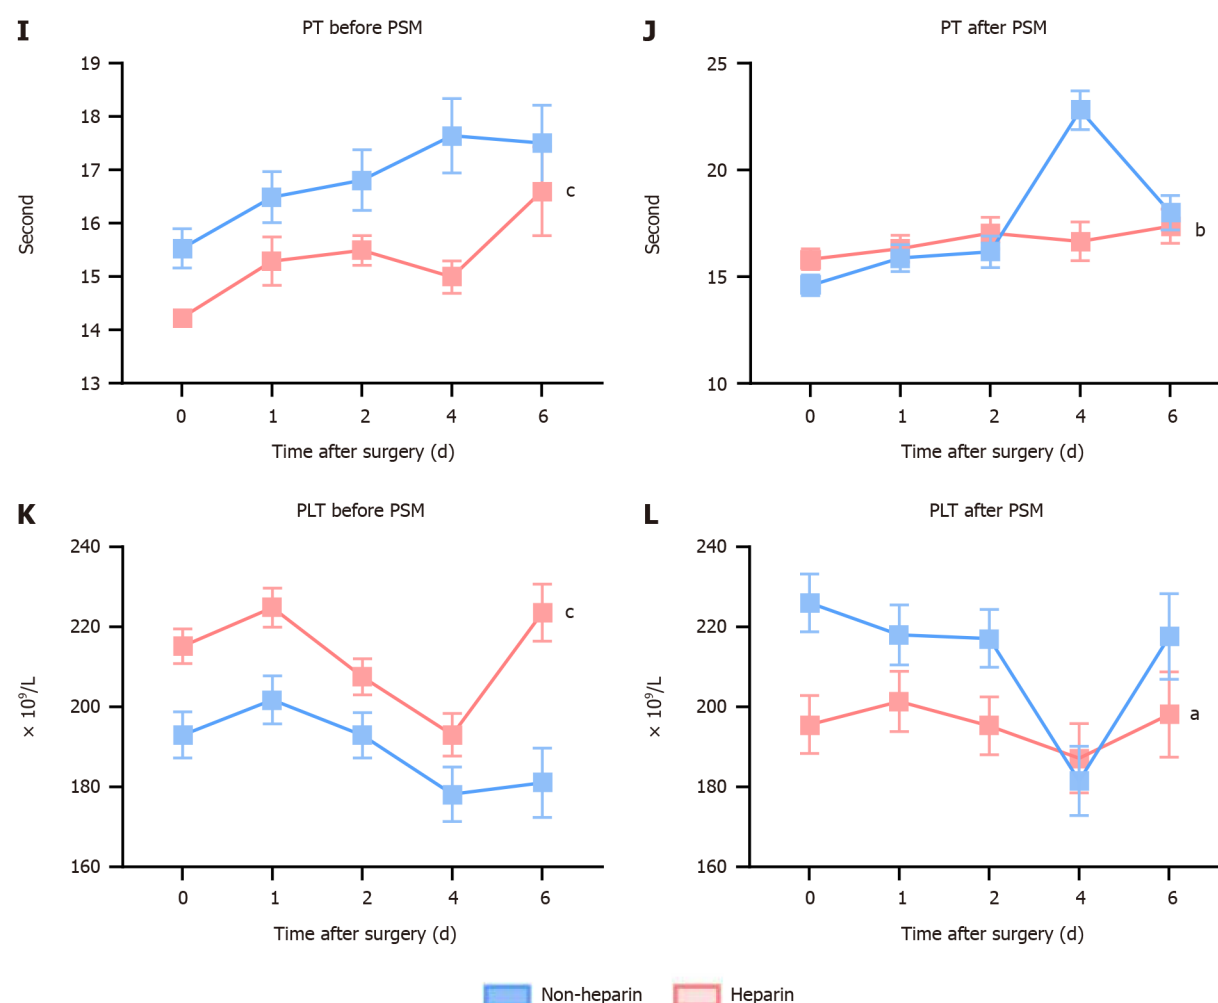 I
PT before PSM
19
18
17
16
15
14
13
Second
c
0 1 2 4 6
Time after surgery (d)
J
PT after PSM
25
20
15
10
Second
b
0 1 2 4 6
Time after surgery (d)
K
PLT before PSM
240
220
200
180
160
× 10⁹/L
c
0 1 2 4 6
Time after surgery (d)
L
PLT after PSM
240
220
200
180
160
× 10⁹/L
a
0 1 2 4 6
Time after surgery (d)
Non-heparin Heparin